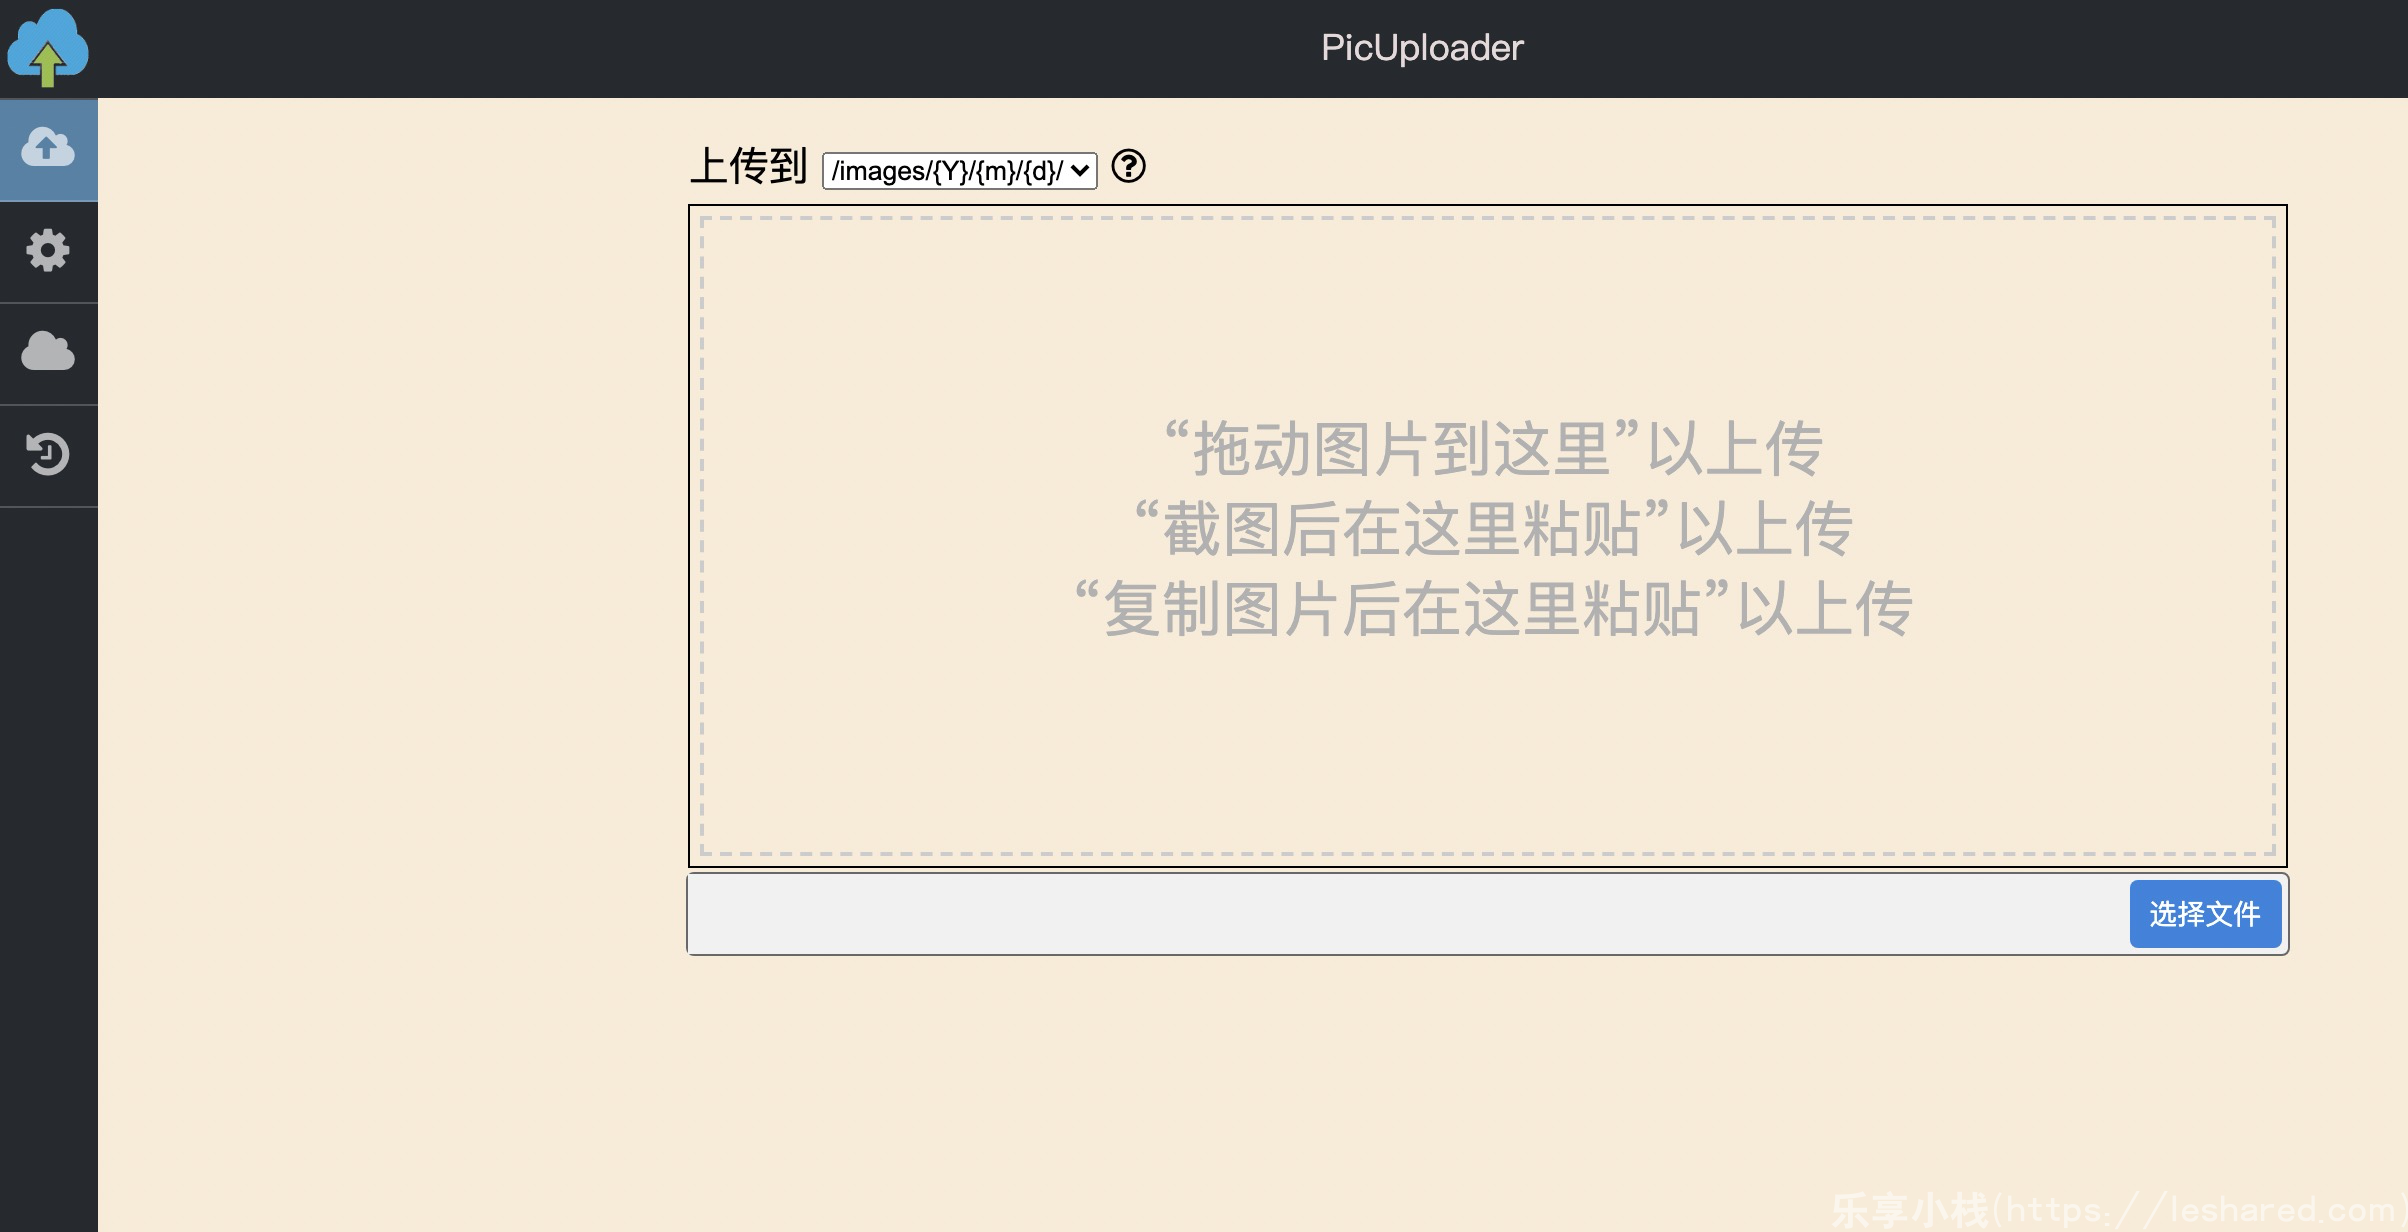 PicUploader
上传到 /images/{Y}/{m}/{d}/
“拖动图片到这里”以上传
“截图后在这里粘贴”以上传
“复制图片后在这里粘贴”以上传
选择文件
乐享小栈(https://leshared.com)